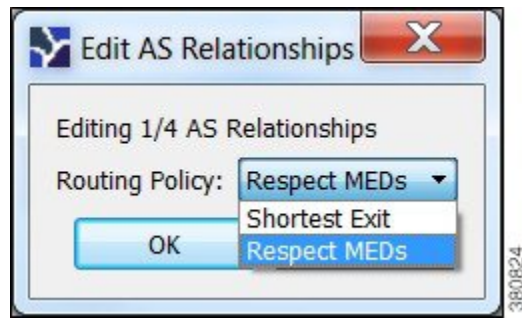 Edit AS Relationships
Editing 1/4 AS Relationships
Routing Policy: Respect MEDs
Shortest Exit
OK
Respect MEDs
380824